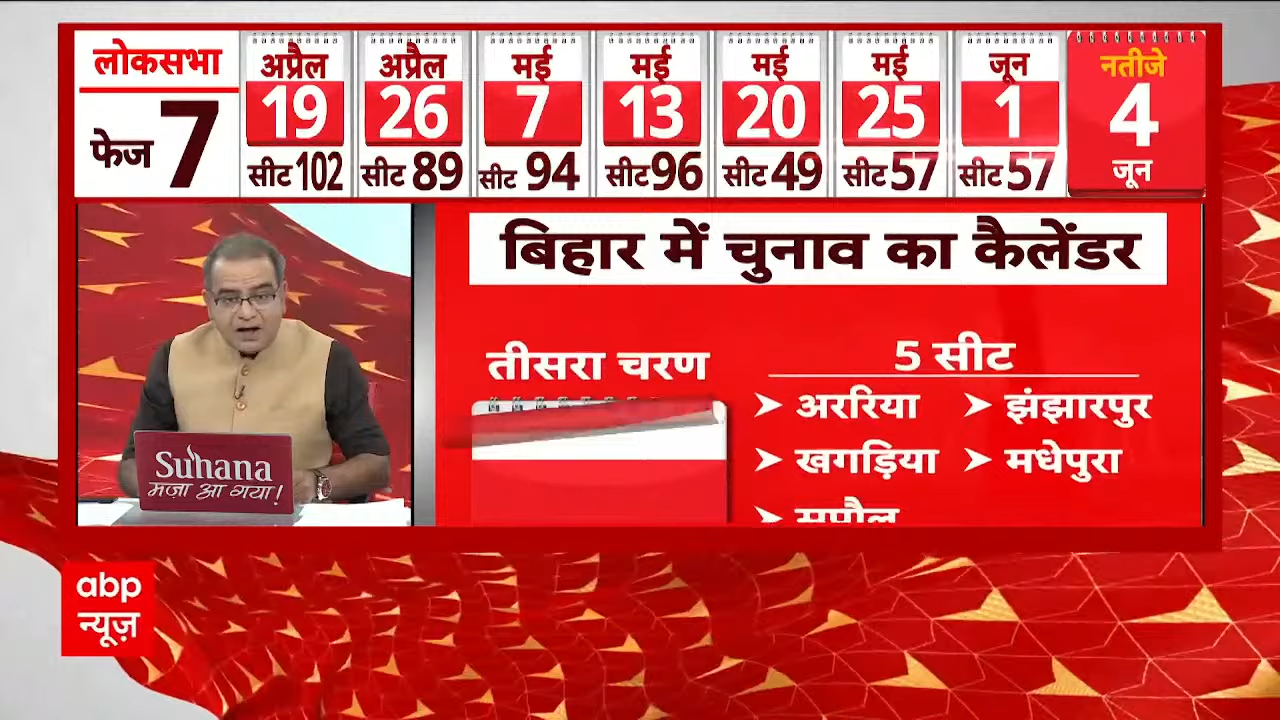 लोकसभा
फेज 7
अप्रैल
19
सीट 102
अप्रैल
26
सीट 89
मई
7
सीट 94
मई
13
सीट 96
मई
20
सीट 49
मई
25
सीट 57
जून
1
सीट 57
नतीजे
4
जून
बिहार में चुनाव का कैलेंडर
तीसरा चरण
5 सीट
➤ अररिया ➤ झंझारपुर
➤ खगड़िया ➤ मधेपुरा
➤ सुपौल
Suhana
मज़ा आ गया!
abp
न्यूज़